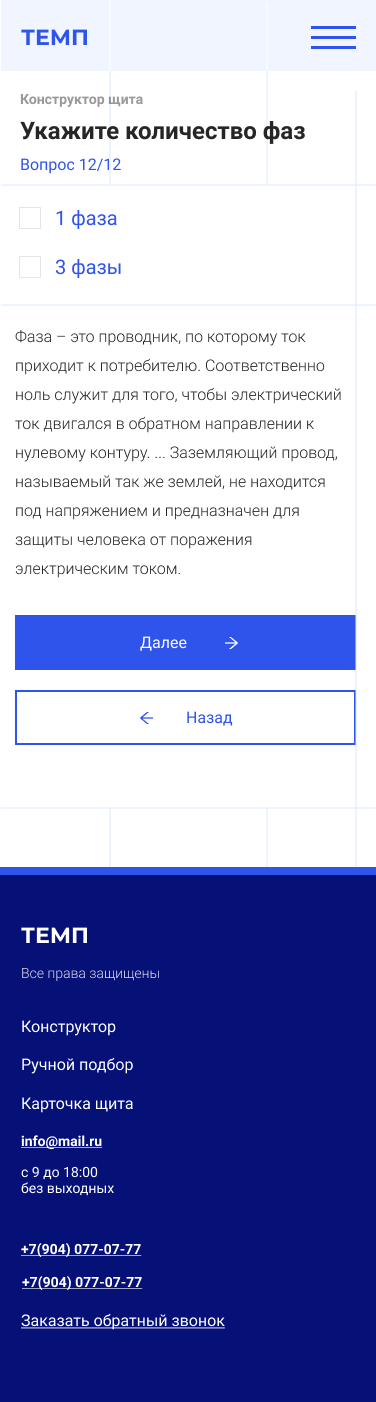 ТЕМП
Конструктор щита
Укажите количество фаз
Вопрос 12/12
1 фаза
3 фазы
Фаза – это проводник, по которому ток
приходит к потребителю. Соответственно
ноль служит для того, чтобы электрический
ток двигался в обратном направлении к
нулевому контуру. ... Заземляющий провод,
называемый так же землей, не находится
под напряжением и предназначен для
защиты человека от поражения
электрическим током.
Далее →
← Назад
ТЕМП
Все права защищены
Конструктор
Ручной подбор
Карточка щита
info@mail.ru
с 9 до 18:00
без выходных
+7(904) 077-07-77
+7(904) 077-07-77
Заказать обратный звонок